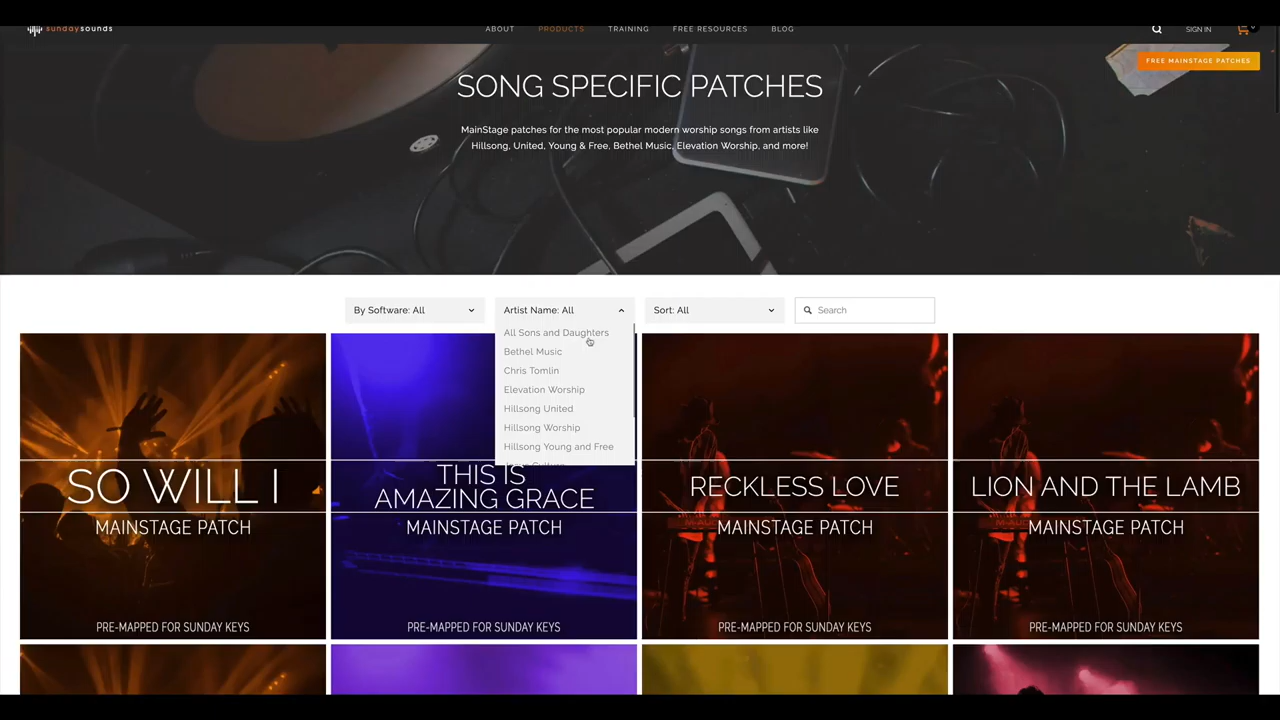 sundaysounds
ABOUT
PRODUCTS
TRAINING
FREE RESOURCES
BLOG
SIGN IN
0
FREE MAINSTAGE PATCHES
SONG SPECIFIC PATCHES
MainStage patches for the most popular modern worship songs from artists like
Hillsong, United, Young & Free, Bethel Music, Elevation Worship, and more!
By Software: All
Artist Name: All
Sort: All
Search
All Sons and Daughters
Bethel Music
Chris Tomlin
Elevation Worship
Hillsong United
Hillsong Worship
Hillsong Young and Free
SO WILL I
MAINSTAGE PATCH
PRE-MAPPED FOR SUNDAY KEYS
THIS IS
AMAZING GRACE
MAINSTAGE PATCH
PRE-MAPPED FOR SUNDAY KEYS
RECKLESS LOVE
MAINSTAGE PATCH
PRE-MAPPED FOR SUNDAY KEYS
LION AND THE LAMB
MAINSTAGE PATCH
PRE-MAPPED FOR SUNDAY KEYS